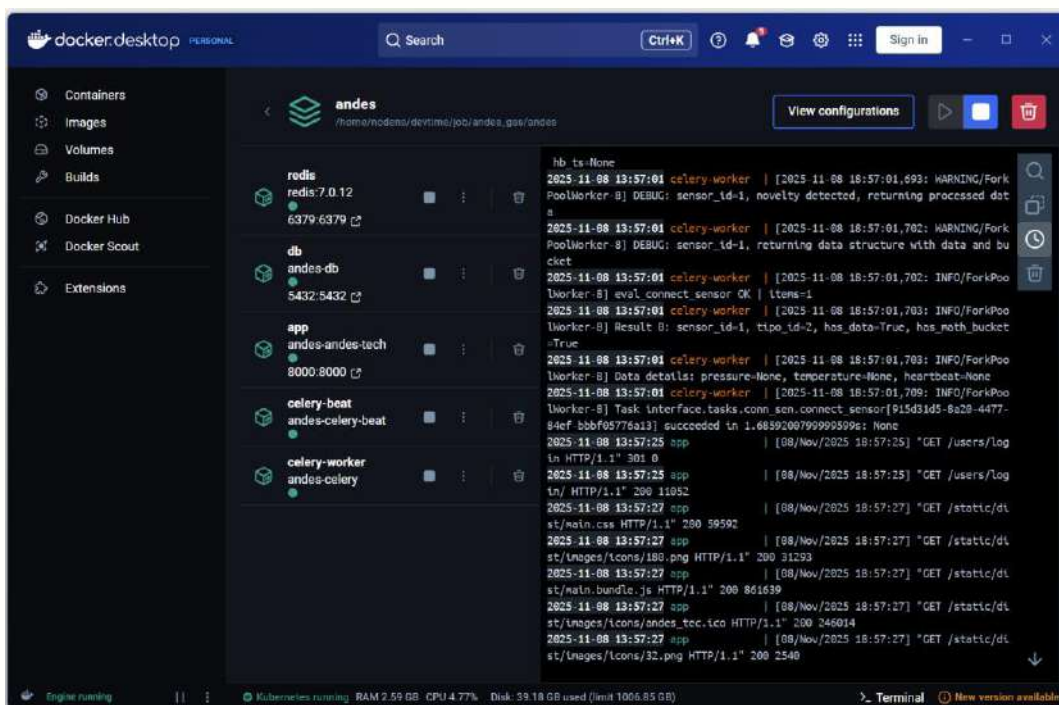 docker.desktop PERSONAL
Search
Ctrl+K
Sign in
Containers
Images
Volumes
Builds
Docker Hub
Docker Scout
Extensions
andes
/home/nodens/devtime/job/andes_gas/andes
View configurations
redis
redis:7.0.12
6379:6379
db
andes-db
5432:5432
app
andes-andes-tech
8000:8000
celery-beat
andes-celery-beat
celery-worker
andes-celery
hb_ts=None
2025-11-08 13:57:01 celery-worker | [2025-11-08 18:57:01,693: WARNING/Fork
PoolWorker-8] DEBUG: sensor_id=1, novelty detected, returning processed dat
a
2025-11-08 13:57:01 celery-worker | [2025-11-08 18:57:01,702: WARNING/Fork
PoolWorker-8] DEBUG: sensor_id=1, returning data structure with data and bu
cket
2025-11-08 13:57:01 celery-worker | [2025-11-08 18:57:01,702: INFO/ForkPoo
lWorker-8] eval_connect_sensor OK | items=1
2025-11-08 13:57:01 celery-worker | [2025-11-08 18:57:01,703: INFO/ForkPoo
lWorker-8] Result 0: sensor_id=1, tipo_id=2, has_data=True, has_math_bucket
=True
2025-11-08 13:57:01 celery-worker | [2025-11-08 18:57:01,703: INFO/ForkPoo
lWorker-8] Data details: pressure=None, temperature=None, heartbeat=None
2025-11-08 13:57:01 celery-worker | [2025-11-08 18:57:01,709: INFO/ForkPoo
lWorker-8] Task interface.tasks.conn_sen.connect_sensor[915d31d5-8a20-4477-
84ef-bbbf05776a13] succeeded in 1.6859200799999599s: None
2025-11-08 13:57:25 app | [08/Nov/2025 18:57:25] "GET /users/log
in HTTP/1.1" 301 0
2025-11-08 13:57:25 app | [08/Nov/2025 18:57:25] "GET /users/log
in/ HTTP/1.1" 200 11052
2025-11-08 13:57:27 app | [08/Nov/2025 18:57:27] "GET /static/di
st/main.css HTTP/1.1" 200 59592
2025-11-08 13:57:27 app | [08/Nov/2025 18:57:27] "GET /static/di
st/images/icons/180.png HTTP/1.1" 200 31293
2025-11-08 13:57:27 app | [08/Nov/2025 18:57:27] "GET /static/di
st/main.bundle.js HTTP/1.1" 200 861639
2025-11-08 13:57:27 app | [08/Nov/2025 18:57:27] "GET /static/di
st/images/icons/andes_tec.ico HTTP/1.1" 200 246014
2025-11-08 13:57:27 app | [08/Nov/2025 18:57:27] "GET /static/di
st/images/icons/32.png HTTP/1.1" 200 2540
Engine running
Kubernetes running RAM 2.59 GB CPU 4.77% Disk: 39.18 GB used (limit 1006.85 GB)
>_ Terminal
New version available